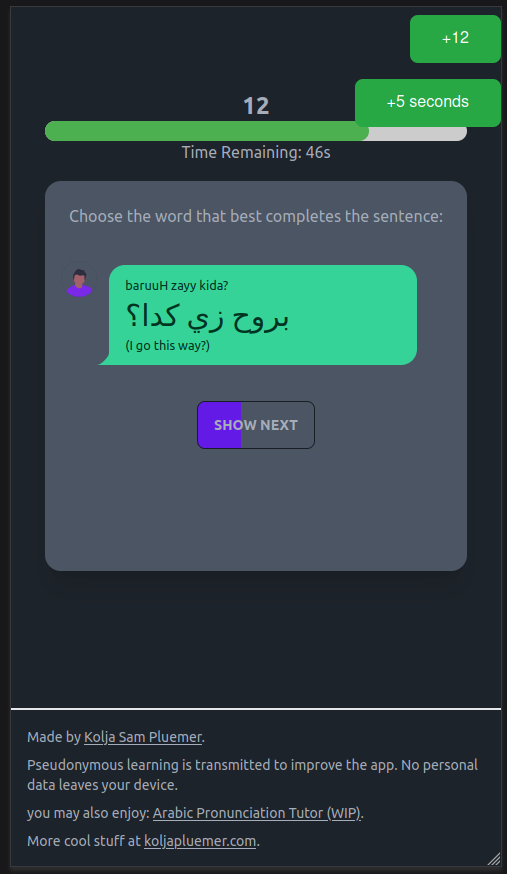 +12
+5 seconds
12
Time Remaining: 46s
Choose the word that best completes the sentence:
baruuH zayy kida?
بروح زي كدا؟
(I go this way?)
SHOW NEXT
Made by Kolja Sam Pluemer.
Pseudonymous learning is transmitted to improve the app. No personal
data leaves your device.
you may also enjoy: Arabic Pronunciation Tutor (WIP).
More cool stuff at koljapluemer.com.